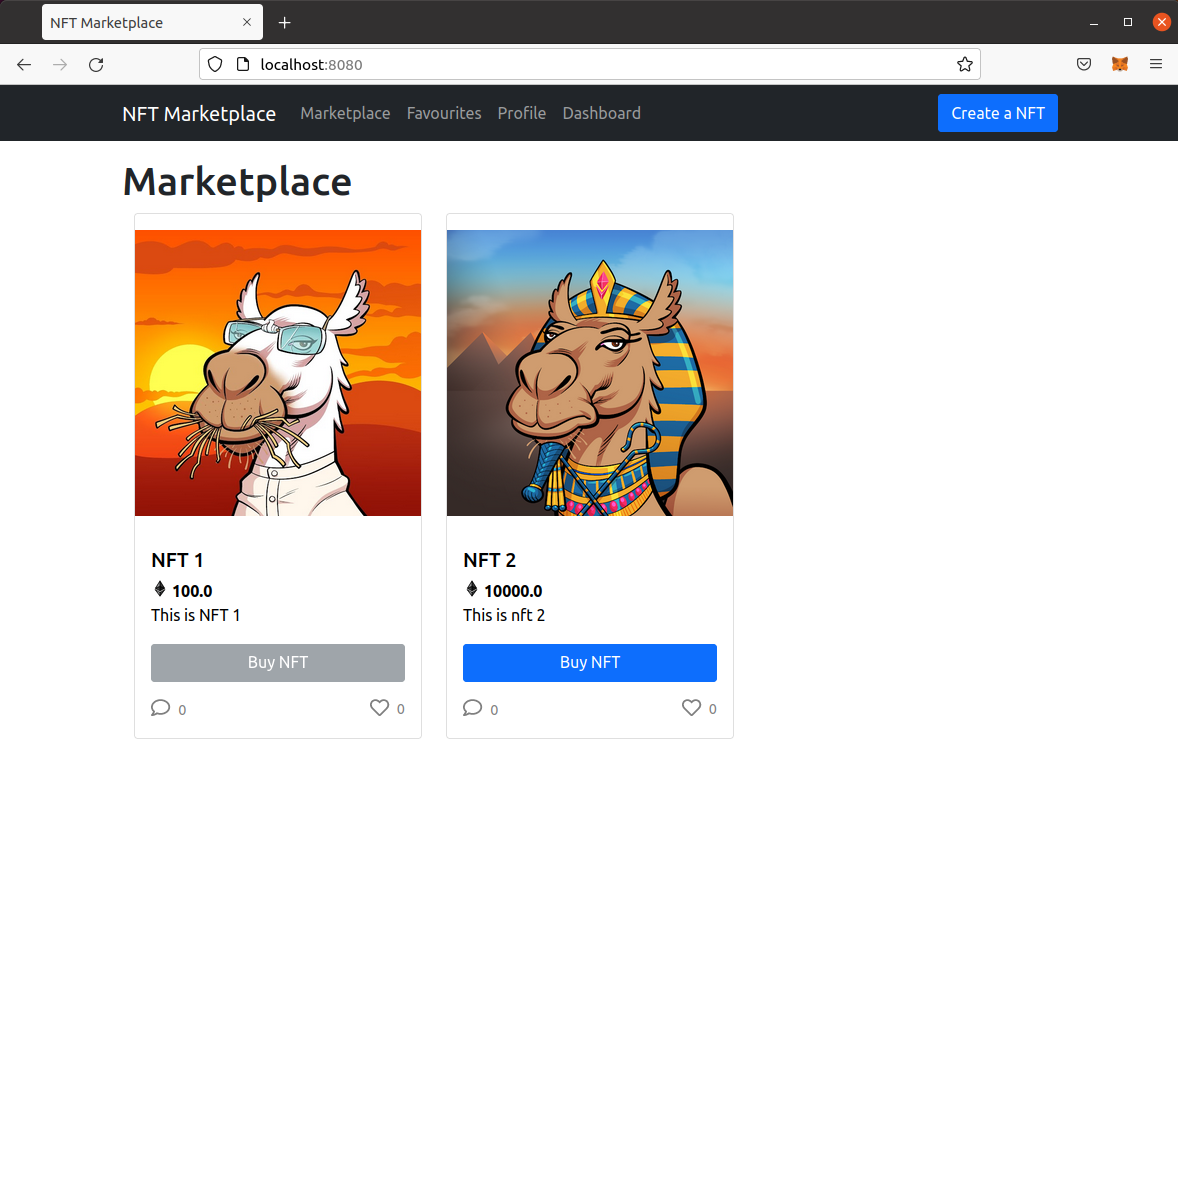 NFT Marketplace
localhost:8080
NFT Marketplace Marketplace Favourites Profile Dashboard Create a NFT
Marketplace
NFT 1
100.0
This is NFT 1
Buy NFT
0 0
NFT 2
10000.0
This is nft 2
Buy NFT
0 0